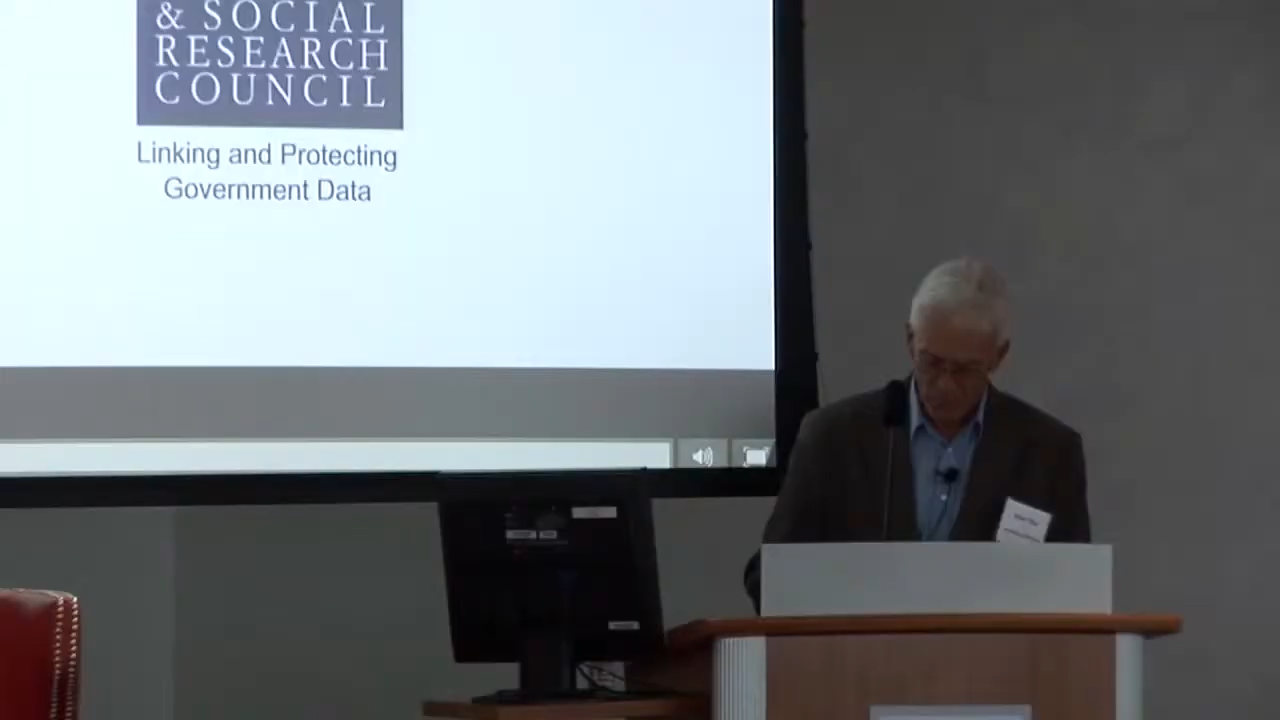 & SOCIAL
RESEARCH
COUNCIL
Linking and Protecting
Government Data